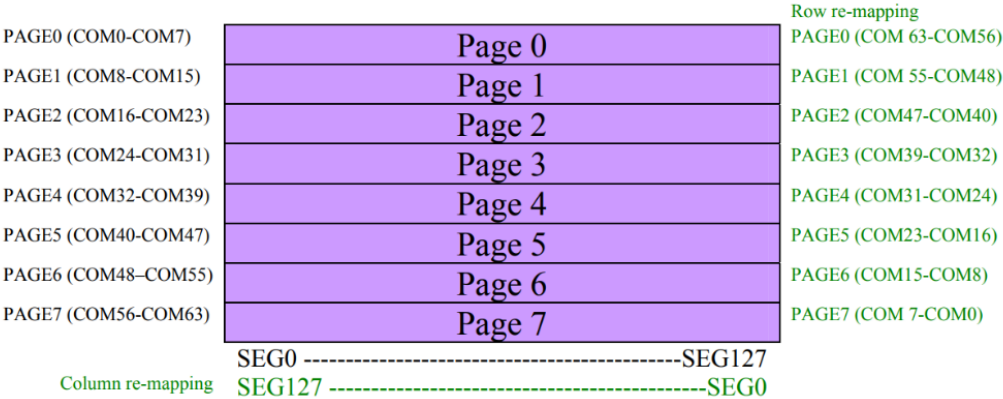 Row re-mapping
PAGE0 (COM0-COM7) Page 0 PAGE0 (COM 63-COM56)
PAGE1 (COM8-COM15) Page 1 PAGE1 (COM 55-COM48)
PAGE2 (COM16-COM23) Page 2 PAGE2 (COM47-COM40)
PAGE3 (COM24-COM31) Page 3 PAGE3 (COM39-COM32)
PAGE4 (COM32-COM39) Page 4 PAGE4 (COM31-COM24)
PAGE5 (COM40-COM47) Page 5 PAGE5 (COM23-COM16)
PAGE6 (COM48–COM55) Page 6 PAGE6 (COM15-COM8)
PAGE7 (COM56-COM63) Page 7 PAGE7 (COM 7-COM0)
SEG0 ---------------------------------------------SEG127
Column re-mapping SEG127 ---------------------------------------------SEG0